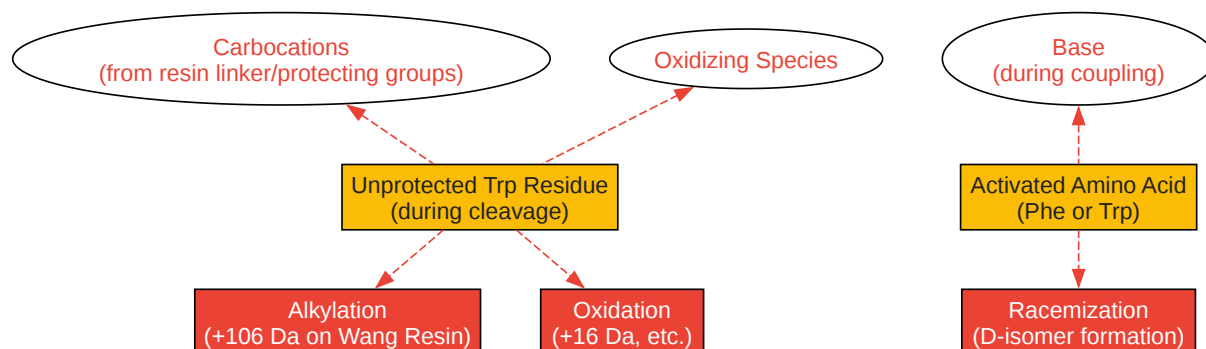 Carbocations
(from resin linker/protecting groups)
Oxidizing Species
Base
(during coupling)
Unprotected Trp Residue
(during cleavage)
Activated Amino Acid
(Phe or Trp)
Alkylation
(+106 Da on Wang Resin)
Oxidation
(+16 Da, etc.)
Racemization
(D-isomer formation)